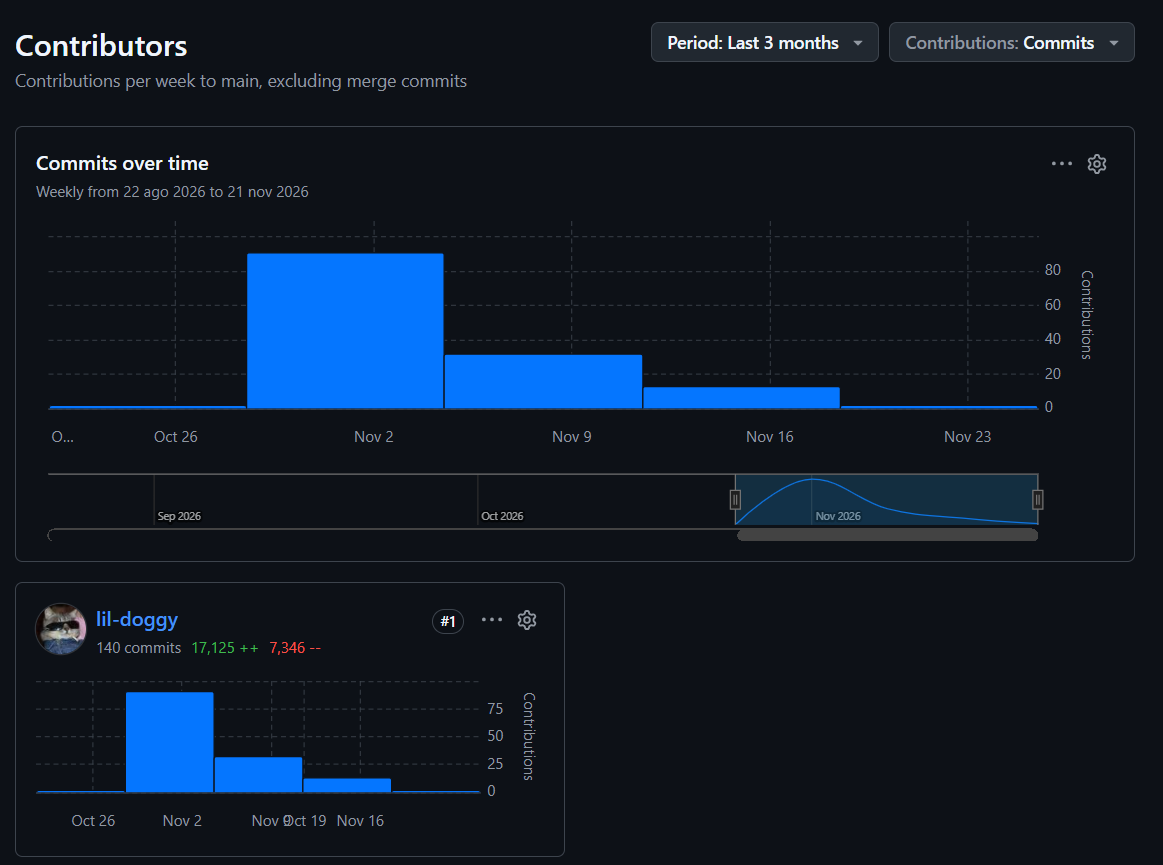 Contributors
Period: Last 3 months
Contributions: Commits
Contributions per week to main, excluding merge commits
Commits over time
Weekly from 22 ago 2026 to 21 nov 2026
80
60
40
20
0
Contributions
O...
Oct 26
Nov 2
Nov 9
Nov 16
Nov 23
Sep 2026
Oct 2026
Nov 2026
lil-doggy
#1
140 commits 17,125 ++ 7,346 --
75
50
25
0
Contributions
Oct 26
Nov 2
Nov 9
Oct 19
Nov 16